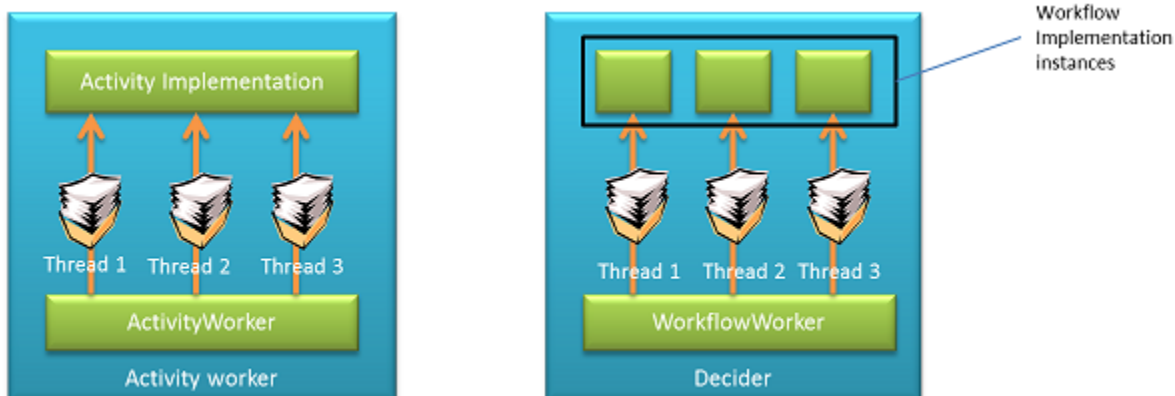 Activity Implementation
Thread 1
Thread 2
Thread 3
ActivityWorker
Activity worker
Workflow
Implementation
instances
Thread 1
Thread 2
Thread 3
WorkflowWorker
Decider